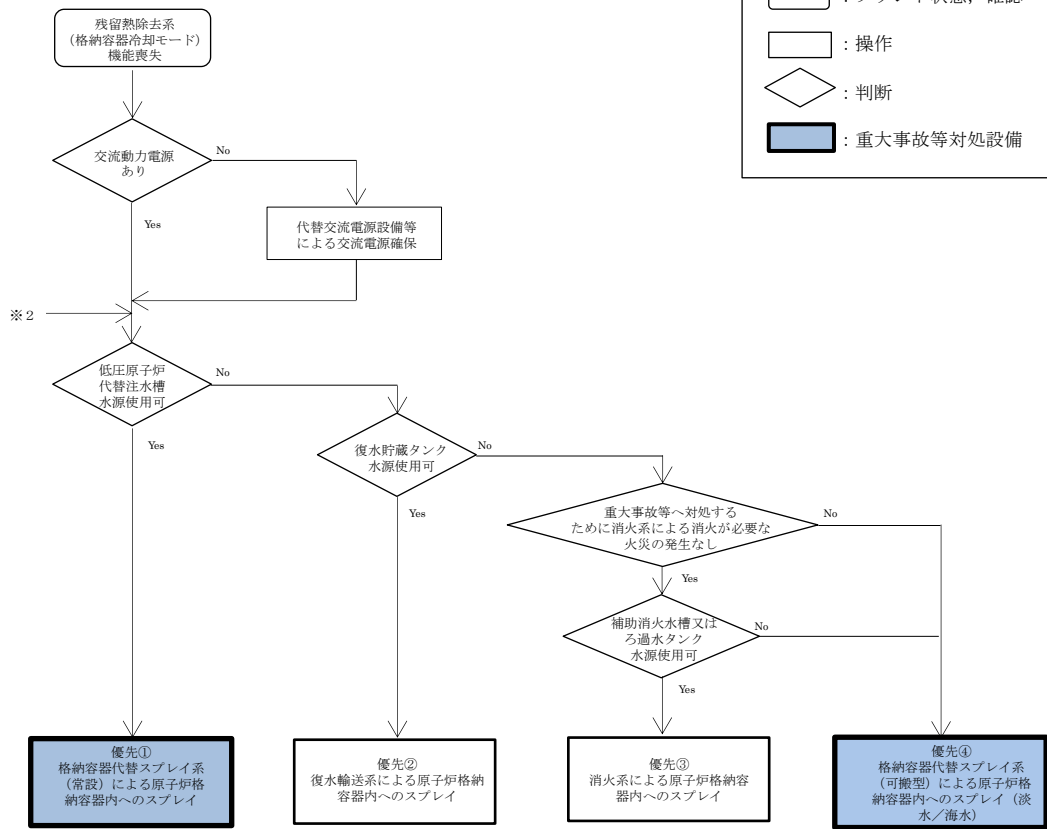 ：プラント状態，確認
：操作
：判断
：重大事故等対処設備
残留熱除去系
（格納容器冷却モード）
機能喪失
交流動力電源
あり
No
Yes
代替交流電源設備等
による交流電源確保
※２
低圧原子炉
代替注水槽
水源使用可
No
Yes
復水貯蔵タンク
水源使用可
No
Yes
重大事故等へ対処する
ために消火系による消火が必要な
火災の発生なし
No
Yes
補助消火水槽又は
ろ過水タンク
水源使用可
No
Yes
優先①
格納容器代替スプレイ系
（常設）による原子炉格
納容器内へのスプレイ
優先②
復水輸送系による原子炉格納
容器内へのスプレイ
優先③
消火系による原子炉格納容
器内へのスプレイ
優先④
格納容器代替スプレイ系
（可搬型）による原子炉格
納容器内へのスプレイ（淡
水／海水）